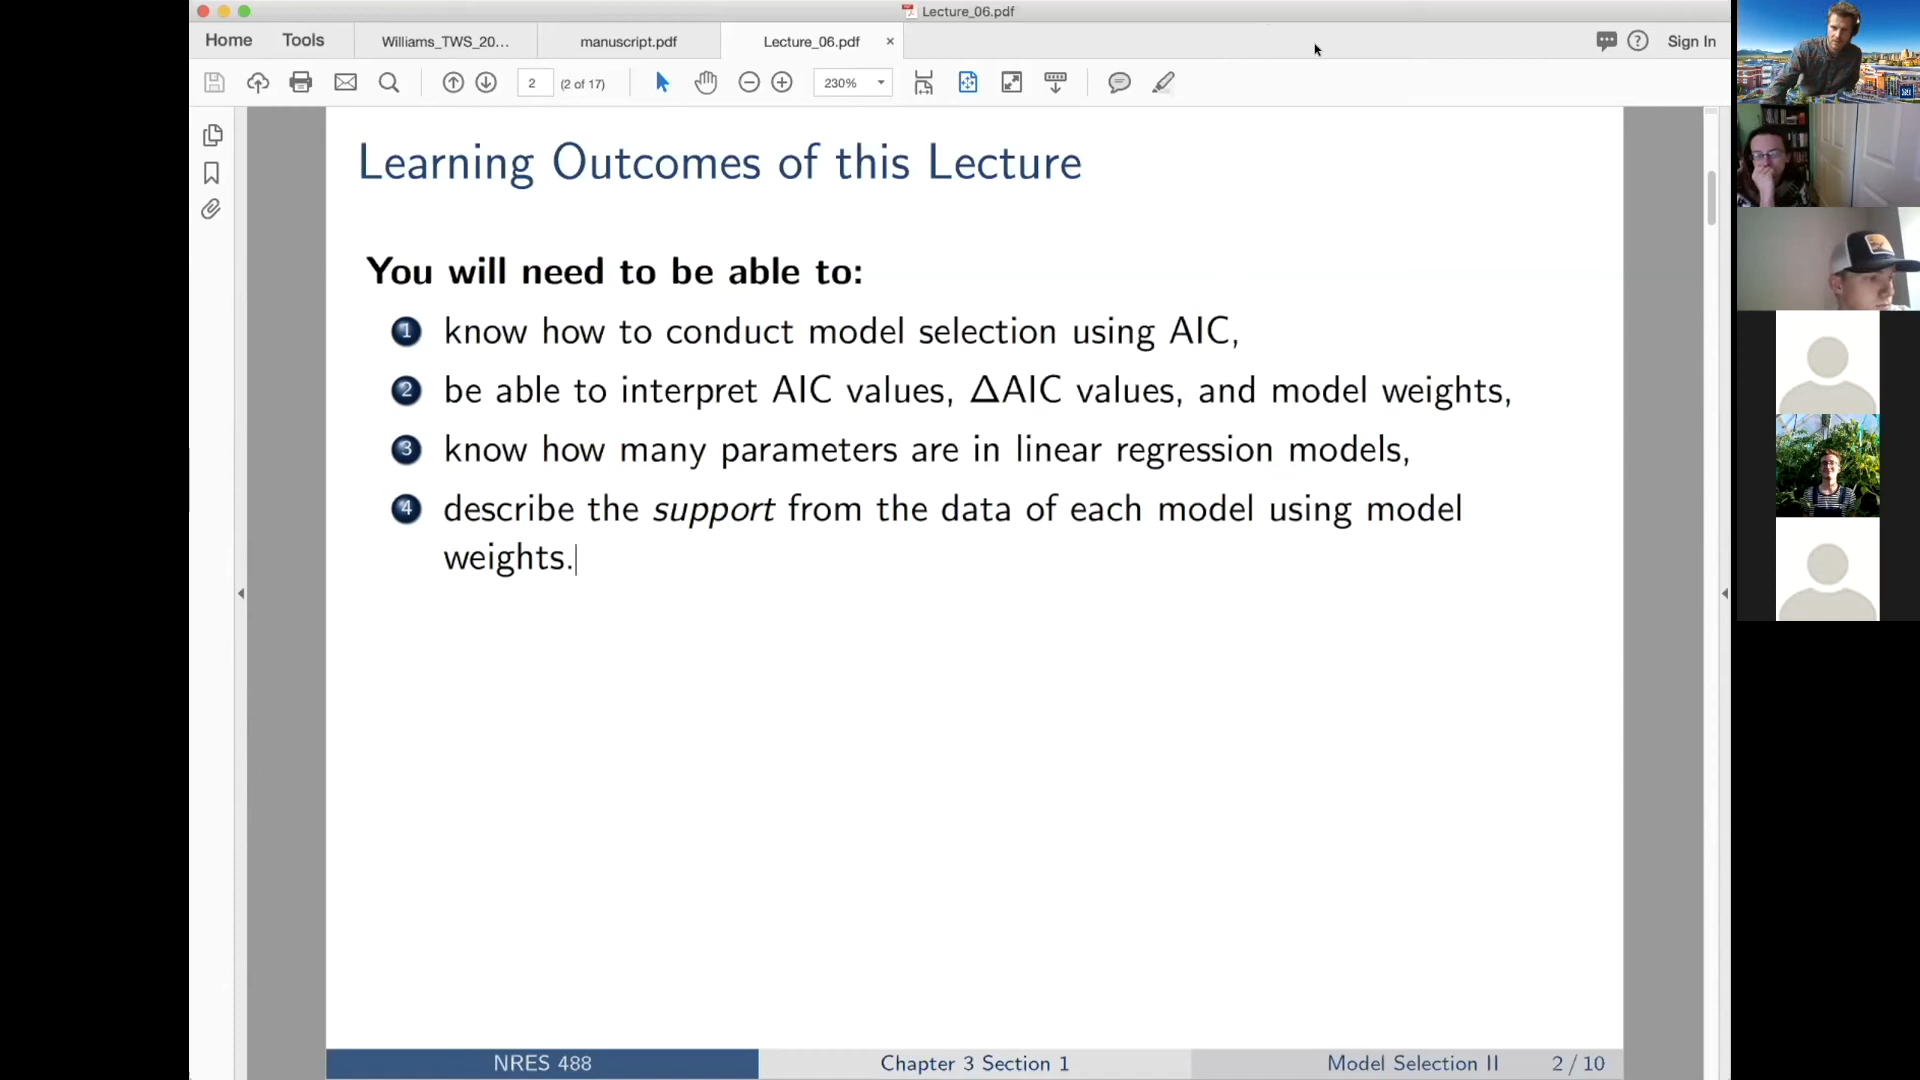 Lecture_06.pdf
Home
Tools
Williams_TWS_20...
manuscript.pdf
Lecture_06.pdf
×
Sign In
2
(2 of 17)
230%
Learning Outcomes of this Lecture
You will need to be able to:
1 know how to conduct model selection using AIC,
2 be able to interpret AIC values, ΔAIC values, and model weights,
3 know how many parameters are in linear regression models,
4 describe the support from the data of each model using model
weights.
NRES 488
Chapter 3 Section 1
Model Selection II
2 / 10